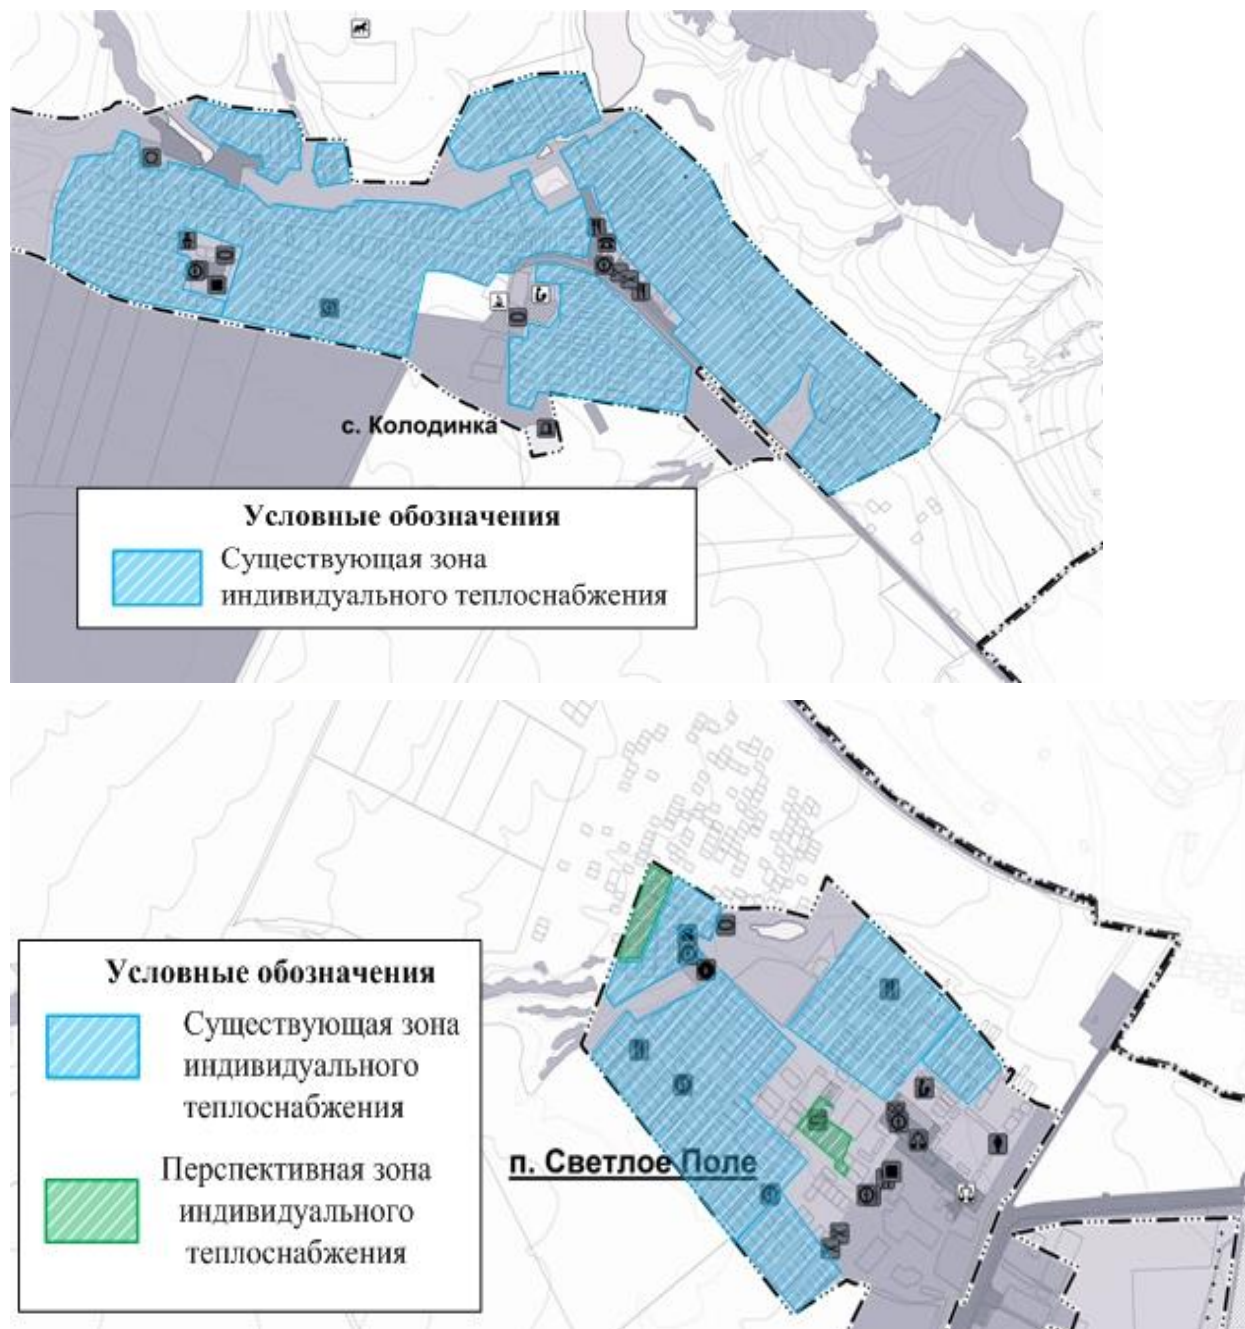 с. Колодинка
Условные обозначения
Существующая зона
индивидуального теплоснабжения
Условные обозначения
Существующая зона
индивидуального
теплоснабжения
Перспективная зона
индивидуального
теплоснабжения
п. Светлое Поле